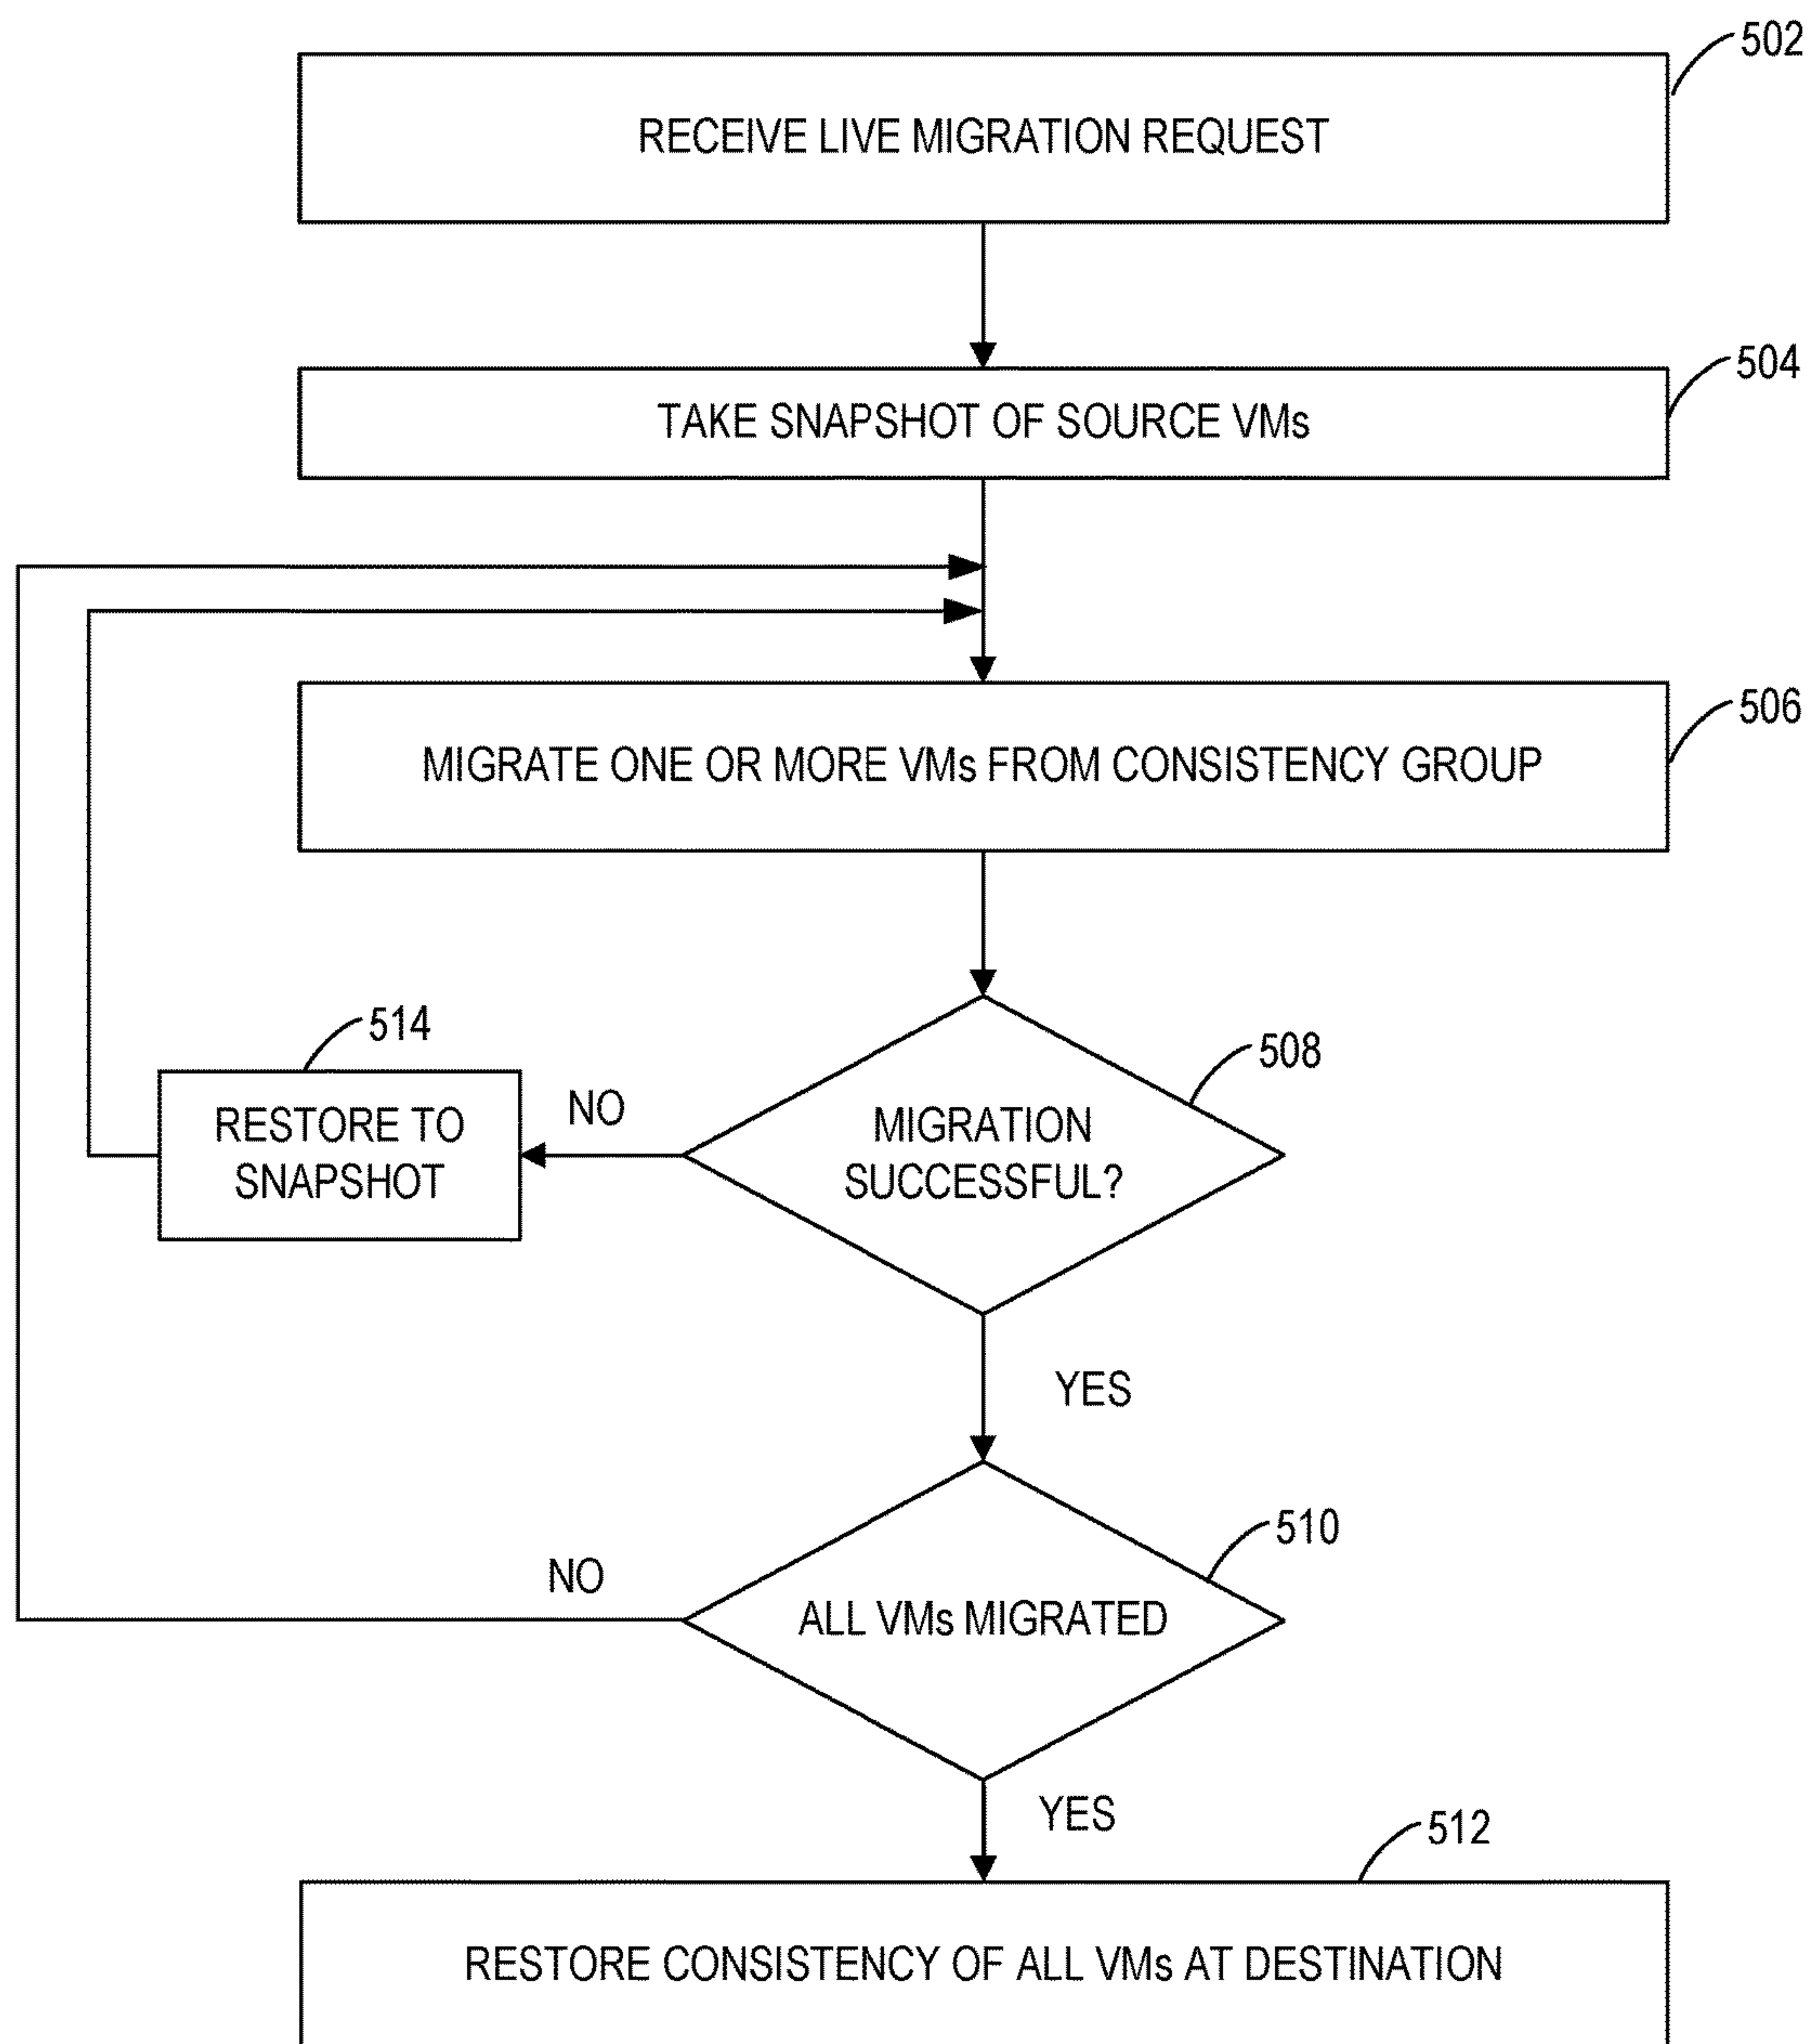 502
RECEIVE LIVE MIGRATION REQUEST
504
TAKE SNAPSHOT OF SOURCE VMs
506
MIGRATE ONE OR MORE VMs FROM CONSISTENCY GROUP
514
508
NO
RESTORE TO
SNAPSHOT
MIGRATION
SUCCESSFUL?
YES
510
NO
ALL VMs MIGRATED
YES
512
RESTORE CONSISTENCY OF ALL VMs AT DESTINATION